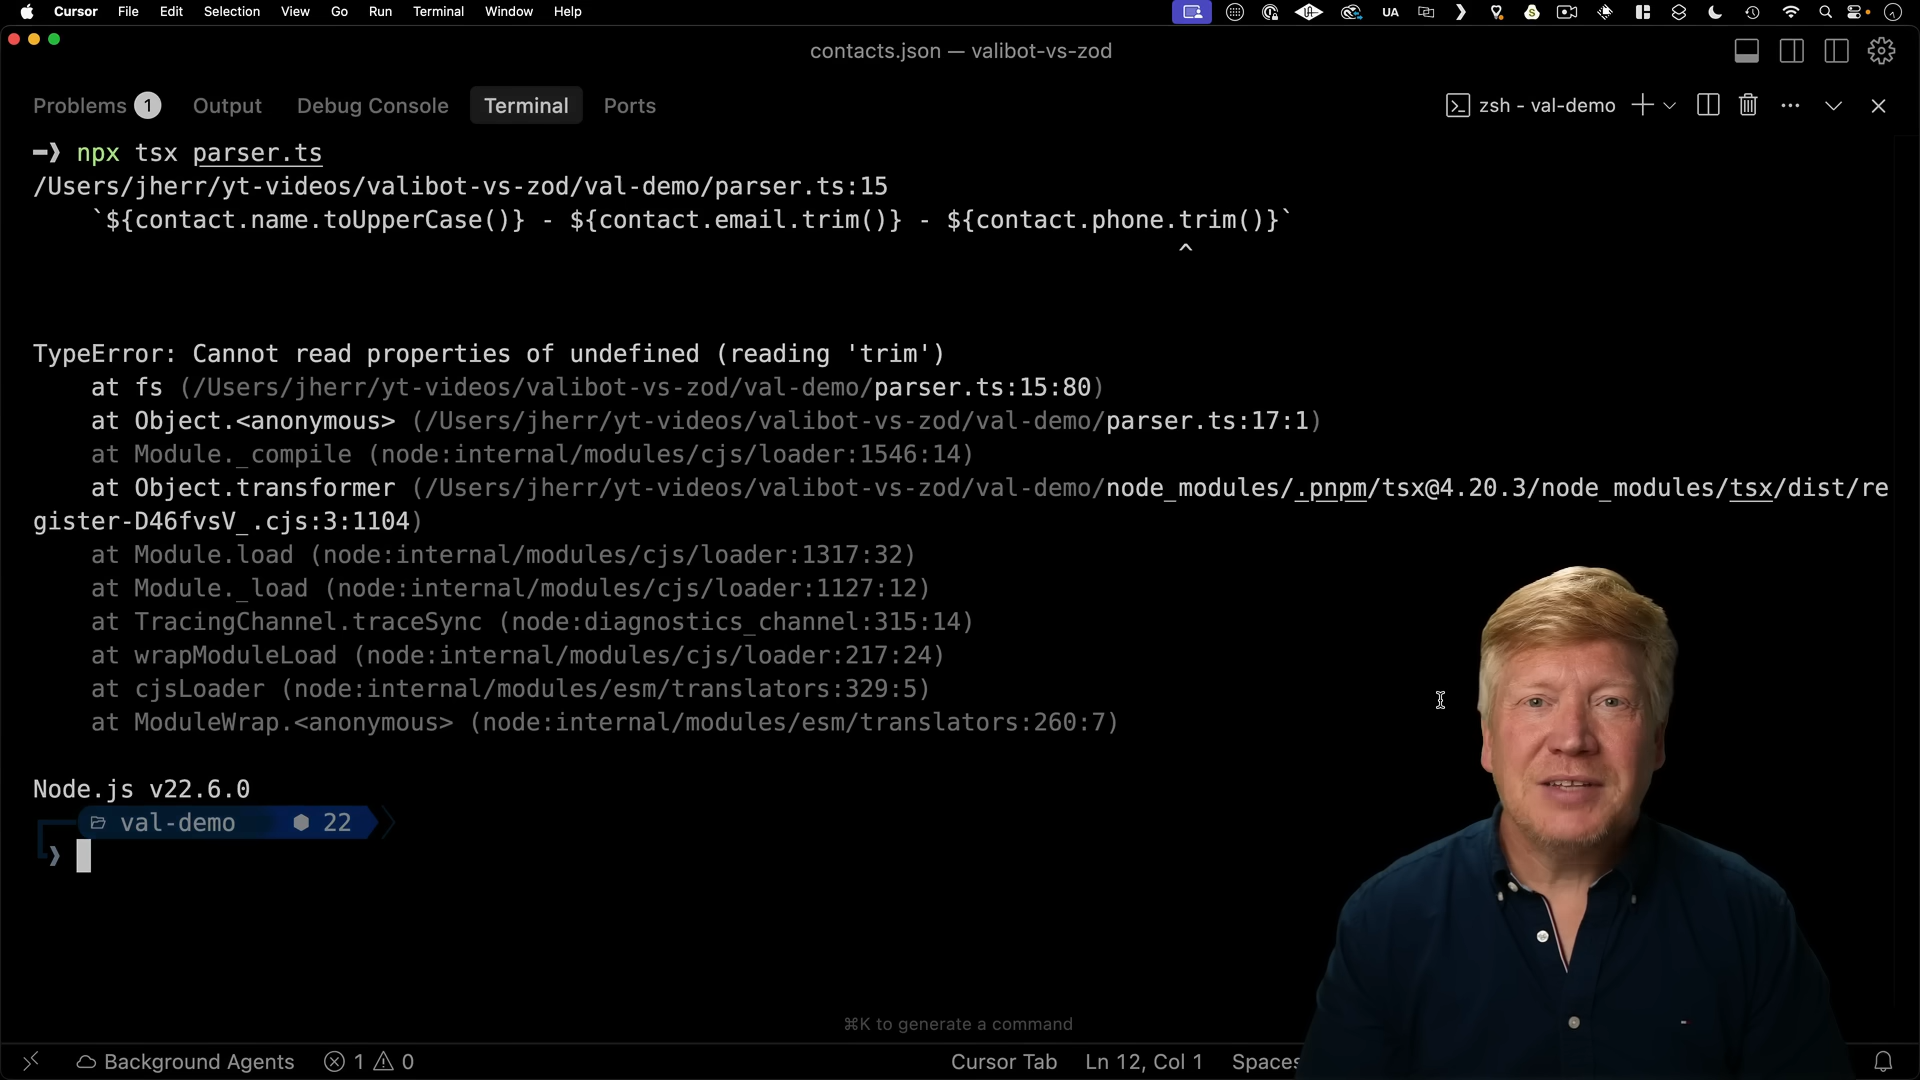 Cursor File Edit Selection View Go Run Terminal Window Help UA
contacts.json — valibot-vs-zod
Problems 1 Output Debug Console Terminal Ports zsh - val-demo
npx tsx parser.ts
/Users/jherr/yt-videos/valibot-vs-zod/val-demo/parser.ts:15
`${contact.name.toUpperCase()} - ${contact.email.trim()} - ${contact.phone.trim()}`
^
TypeError: Cannot read properties of undefined (reading 'trim')
at fs (/Users/jherr/yt-videos/valibot-vs-zod/val-demo/parser.ts:15:80)
at Object.<anonymous> (/Users/jherr/yt-videos/valibot-vs-zod/val-demo/parser.ts:17:1)
at Module._compile (node:internal/modules/cjs/loader:1546:14)
at Object.transformer (/Users/jherr/yt-videos/valibot-vs-zod/val-demo/node_modules/.pnpm/tsx@4.20.3/node_modules/tsx/dist/re
gister-D46fvsV_.cjs:3:1104)
at Module.load (node:internal/modules/cjs/loader:1317:32)
at Module._load (node:internal/modules/cjs/loader:1127:12)
at TracingChannel.traceSync (node:diagnostics_channel:315:14)
at wrapModuleLoad (node:internal/modules/cjs/loader:217:24)
at cjsLoader (node:internal/modules/esm/translators:329:5)
at ModuleWrap.<anonymous> (node:internal/modules/esm/translators:260:7)
Node.js v22.6.0
val-demo 22
❯
⌘K to generate a command
Background Agents 1 0 Cursor Tab Ln 12, Col 1 Spaces